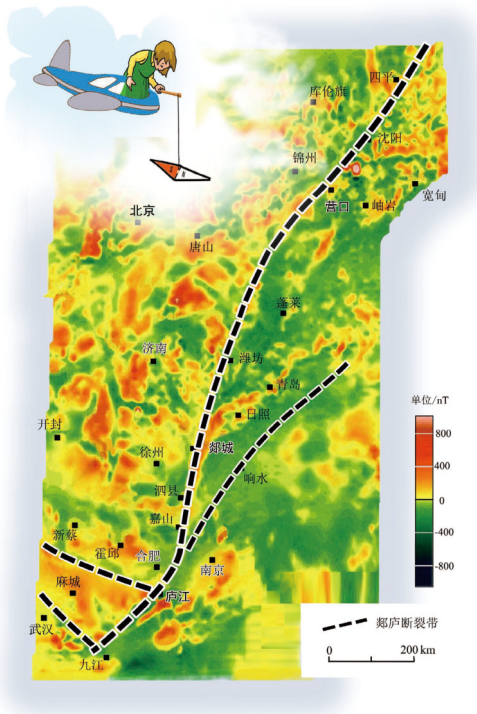 四平
库伦旗
沈阳
锦州
宽甸
营口
岫岩
北京
唐山
蓬莱
济南
潍坊
青岛
单位/nT
日照
800
开封
郯城
400
徐州
响水
0
泗县
嘉山
-400
新蔡
霍邱
合肥
南京
-800
麻城
庐江
武汉
郯庐断裂带
九江
0 200 km